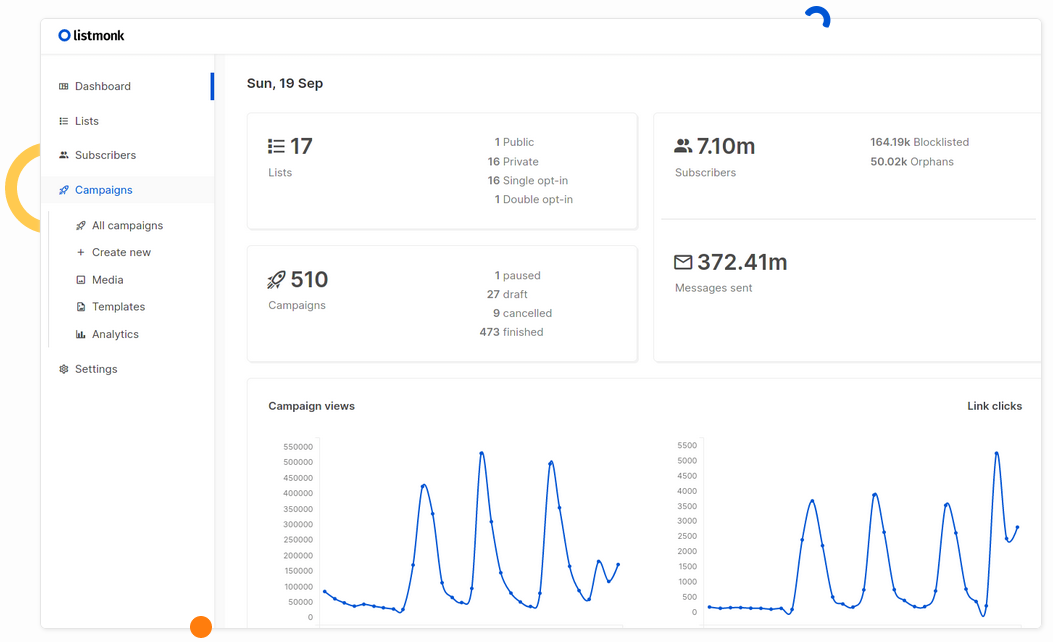 listmonk
Dashboard
Lists
Subscribers
Campaigns
All campaigns
Create new
Media
Templates
Analytics
Settings
Sun, 19 Sep
17
Lists
1 Public
16 Private
16 Single opt-in
1 Double opt-in
510
Campaigns
1 paused
27 draft
9 cancelled
473 finished
7.10m
Subscribers
164.19k Blocklisted
50.02k Orphans
372.41m
Messages sent
Campaign views
550000
500000
450000
400000
350000
300000
250000
200000
150000
100000
50000
0
Link clicks
5500
5000
4500
4000
3500
3000
2500
2000
1500
1000
500
0